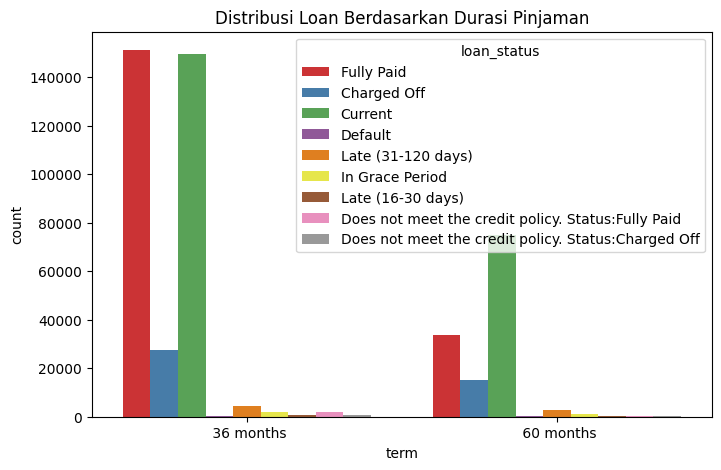 Distribusi Loan Berdasarkan Durasi Pinjaman
loan_status
Fully Paid
Charged Off
Current
Default
Late (31-120 days)
In Grace Period
Late (16-30 days)
Does not meet the credit policy. Status:Fully Paid
Does not meet the credit policy. Status:Charged Off
count
140000
120000
100000
80000
60000
40000
20000
0
36 months
60 months
term